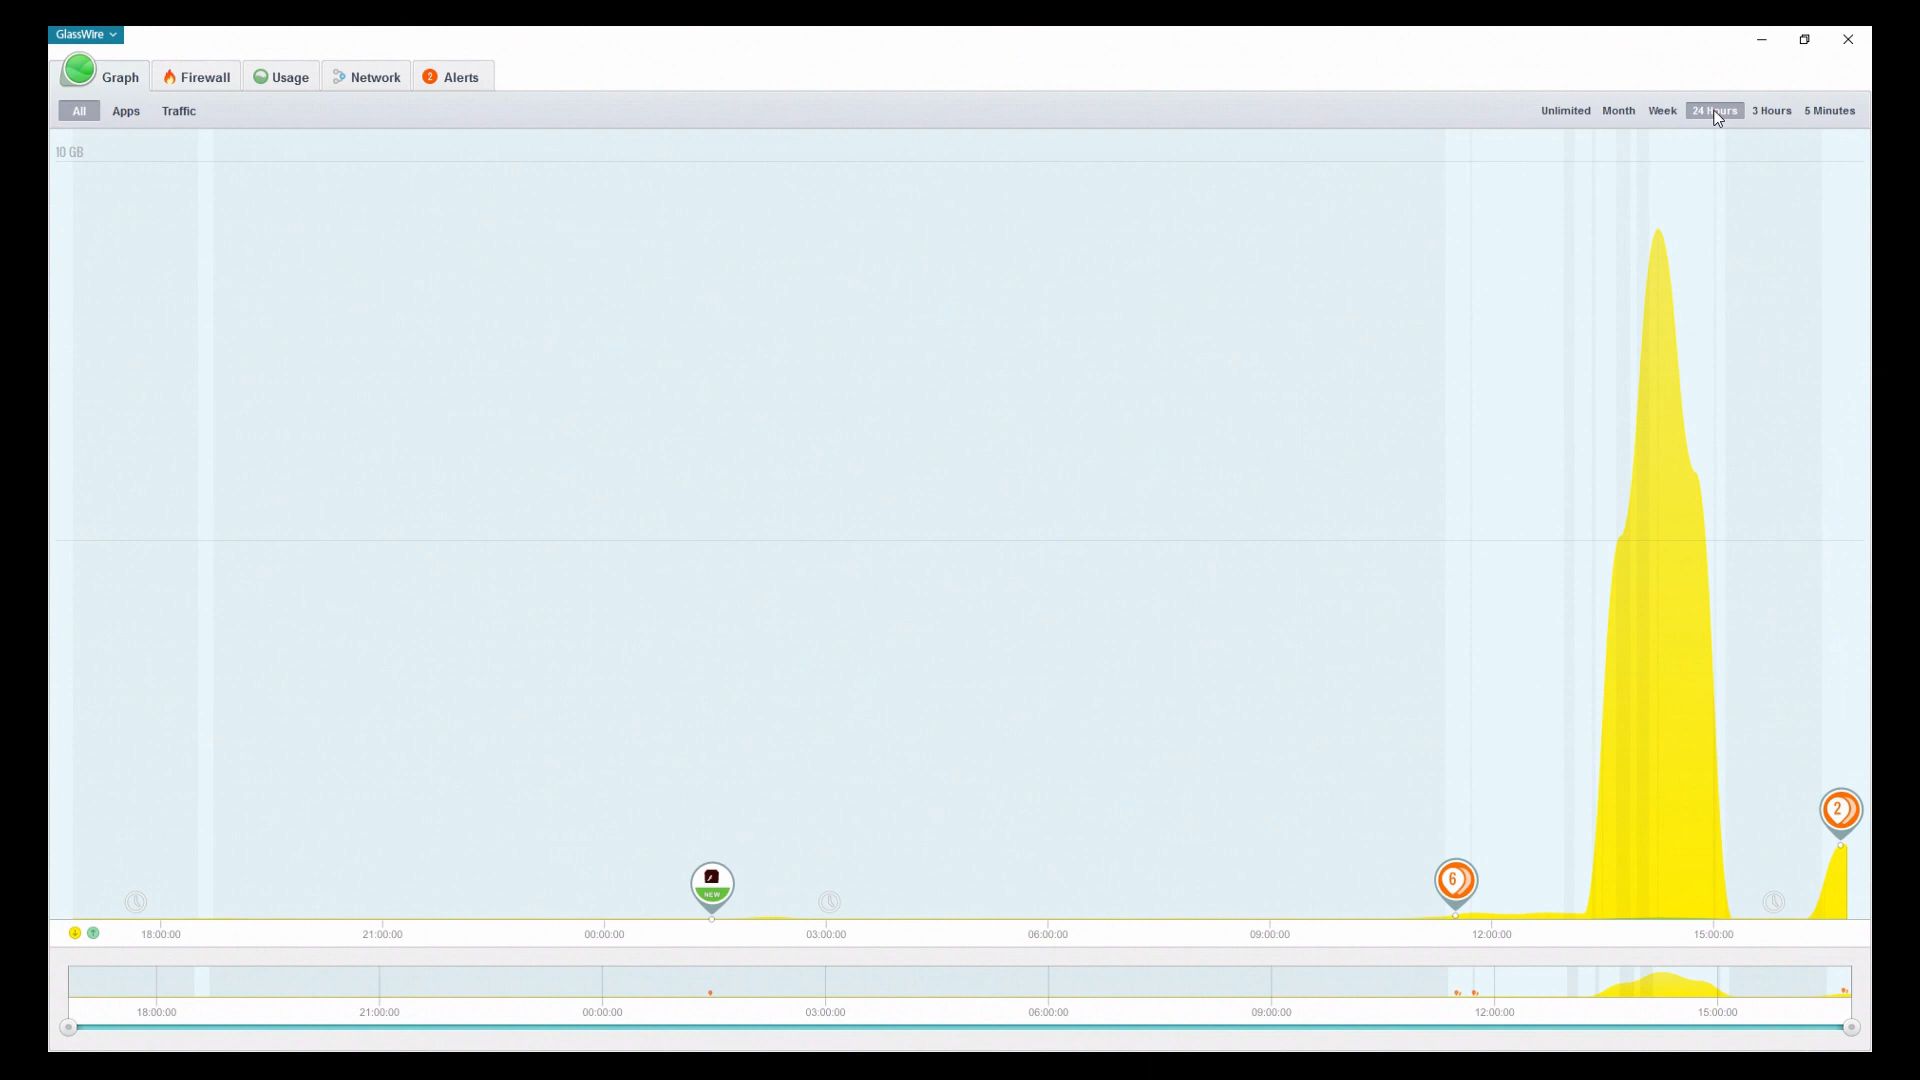 GlassWire
Graph Firewall Usage Network 2 Alerts
All Apps Traffic Unlimited Month Week 24 Hours 3 Hours 5 Minutes
10 GB
2
6
NEW
18:00:00 21:00:00 00:00:00 03:00:00 06:00:00 09:00:00 12:00:00 15:00:00
18:00:00 21:00:00 00:00:00 03:00:00 06:00:00 09:00:00 12:00:00 15:00:00